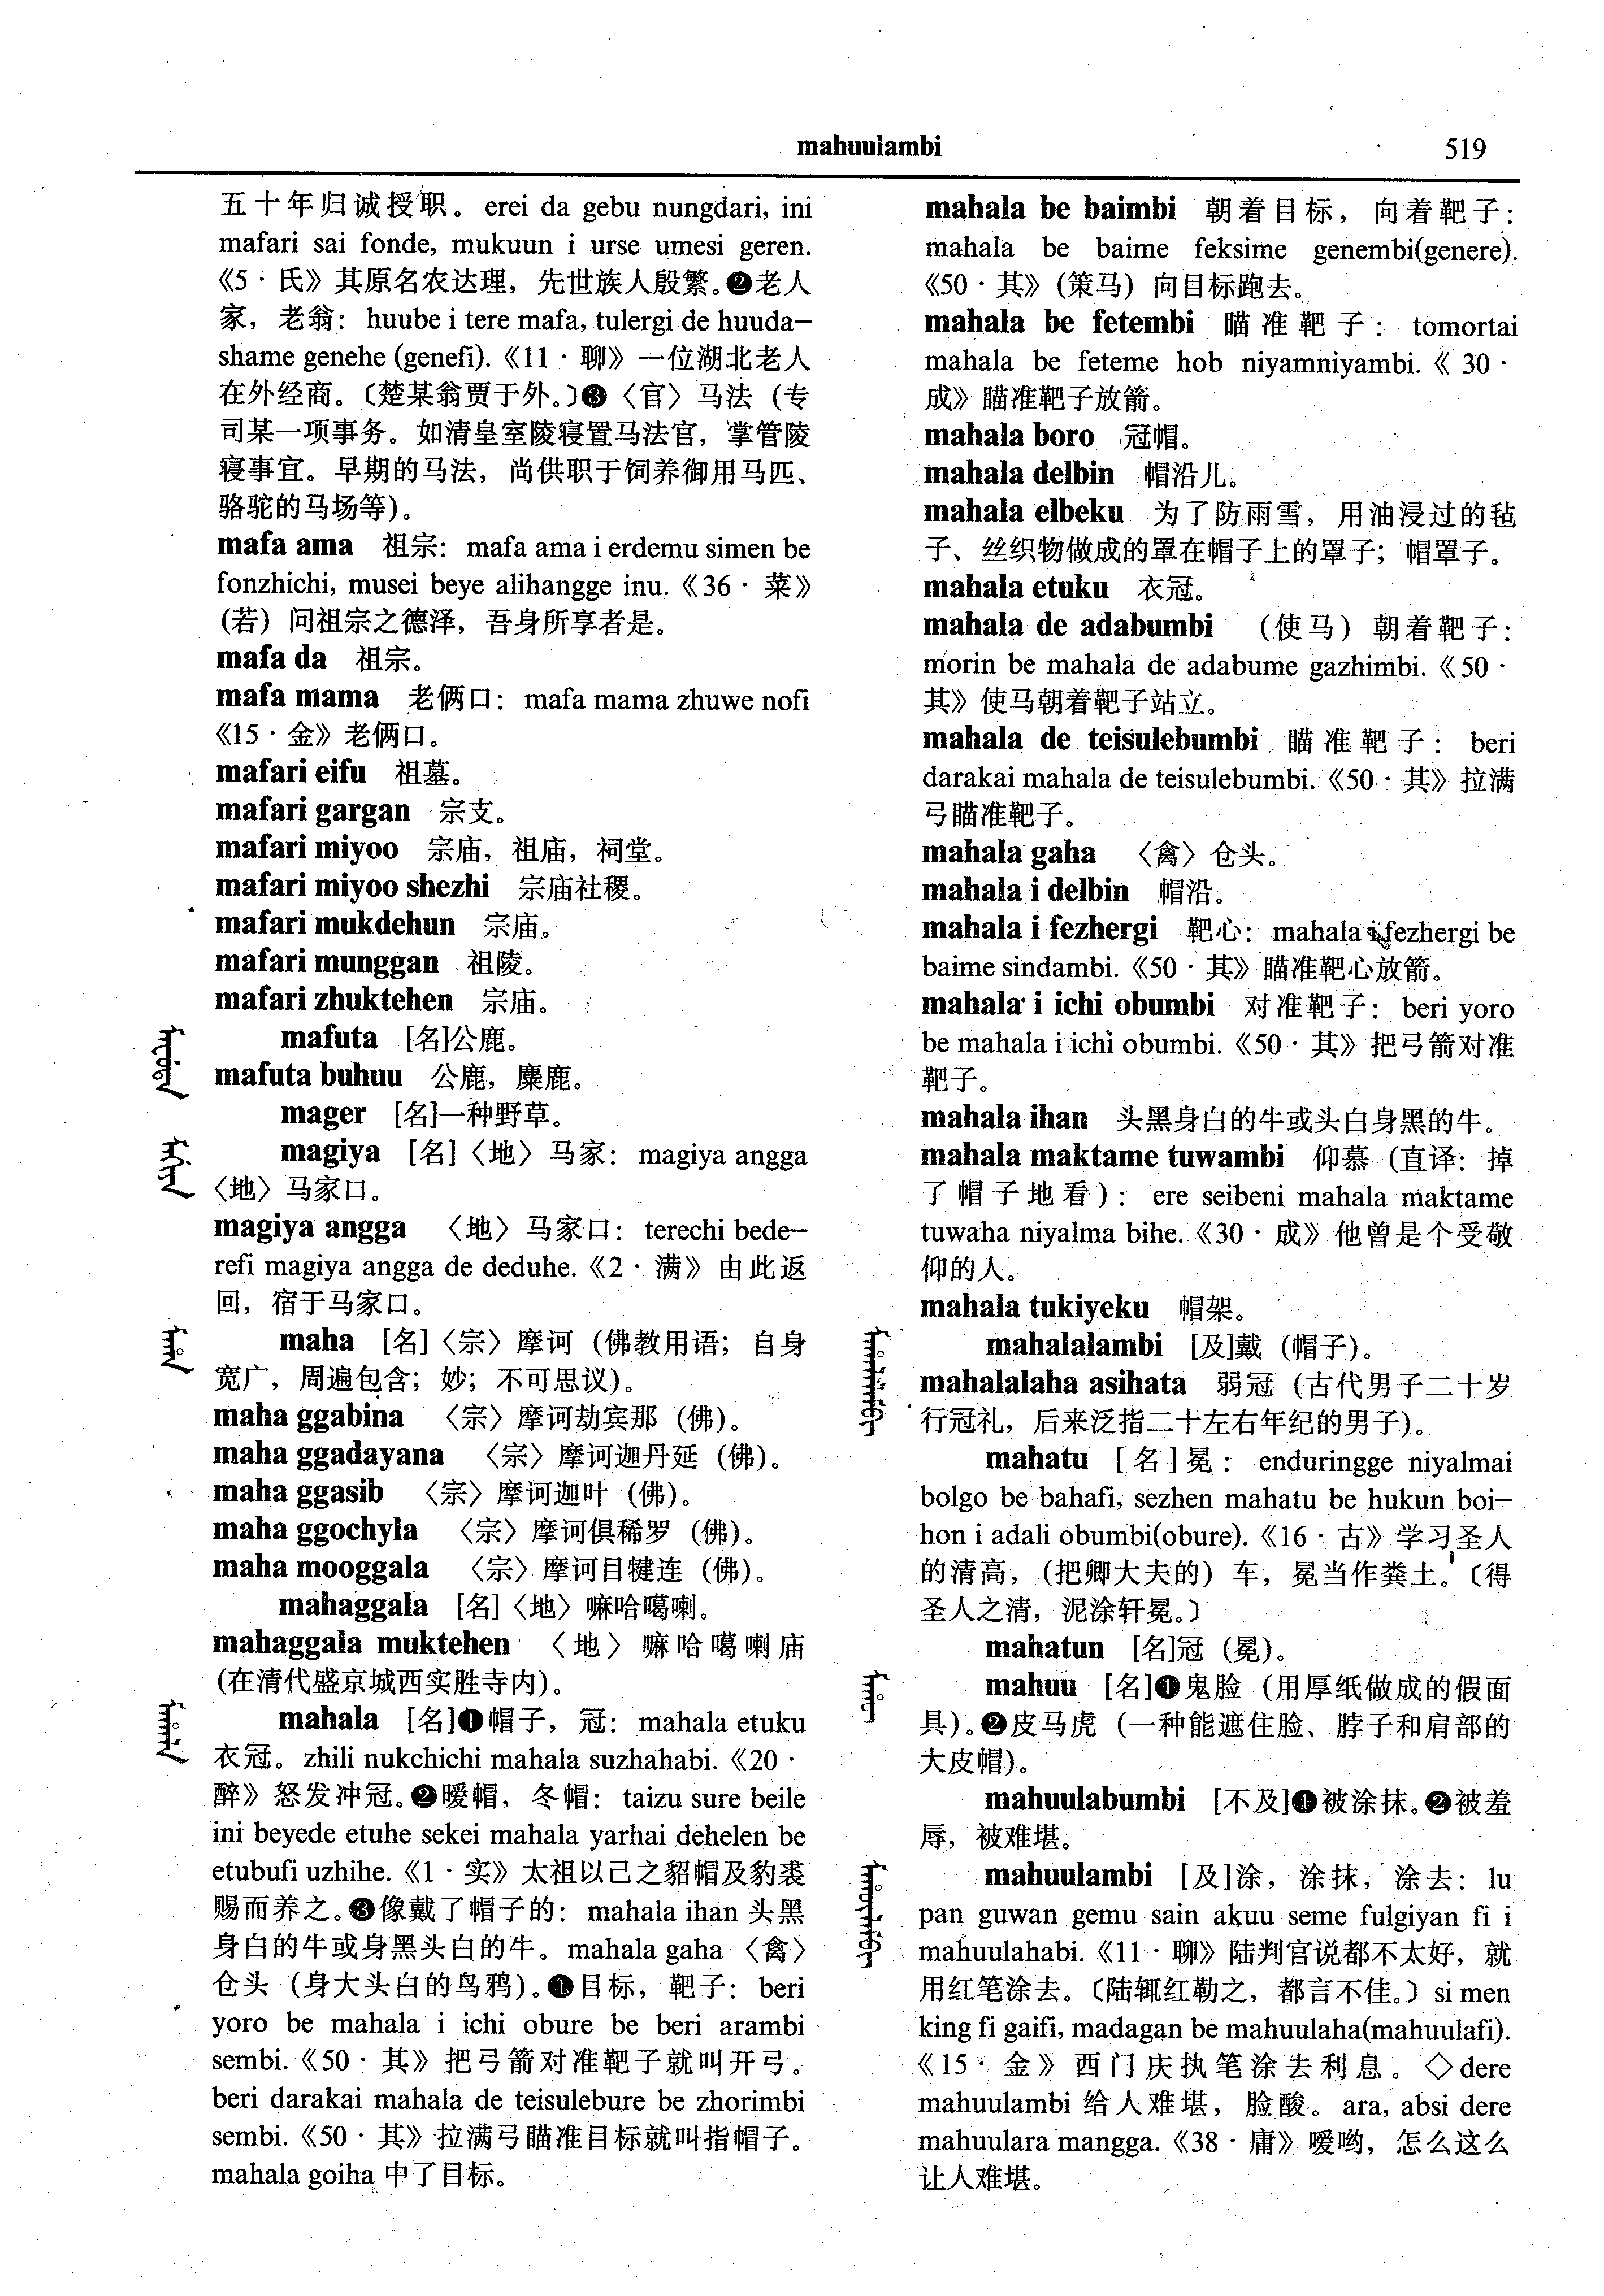 mahuulambi
519
五十年归诚授职。erei da gebu nungdari, ini
mafari sai fonde, mukuun i urse umesi geren.
《5·氏》其原名农达理，先世族人殷繁。❷老人
家，老翁：huube i tere mafa, tulergi de huuda-
shame genehe (genefi).《11·聊》一位湖北老人
在外经商。〔楚某翁贾于外。〕❸〈官〉马法（专
司某一项事务。如清皇室陵寝置马法官，掌管陵
寝事宜。早期的马法，尚供职于饲养御用马匹、
骆驼的马场等）。
mafa ama 祖宗：mafa ama i erdemu simen be
fonzhichi, musei beye alihangge inu.《36·菜》
（若）问祖宗之德泽，吾身所享者是。
mafa da 祖宗。
mafa mama 老俩口：mafa mama zhuwe nofi
《15·金》老俩口。
mafari eifu 祖墓。
mafari gargan 宗支。
mafari miyoo 宗庙，祖庙，祠堂。
mafari miyoo shezhi 宗庙社稷。
mafari mukdehun 宗庙。
mafari munggan 祖陵。
mafari zhuktehen 宗庙。
mafuta [名]公鹿。
mafuta buhuu 公鹿，麋鹿。
mager [名]一种野草。
magiya [名]〈地〉马家：magiya angga
〈地〉马家口。
magiya angga 〈地〉马家口：terechi bede-
refi magiya angga de deduhe.《2·满》由此返
回，宿于马家口。
maha [名]〈宗〉摩诃（佛教用语；自身
宽广，周遍包含；妙；不可思议）。
maha ggabina 〈宗〉摩诃劫宾那（佛）。
maha ggadayana 〈宗〉摩诃迦丹延（佛）。
maha ggasib 〈宗〉摩诃迦叶（佛）。
maha ggochyla 〈宗〉摩诃俱稀罗（佛）。
maha mooggala 〈宗〉摩诃目犍连（佛）。
mahaggala [名]〈地〉嘛哈噶喇。
mahaggala muktehen 〈地〉嘛哈噶喇庙
（在清代盛京城西实胜寺内）。
mahala [名]❶帽子，冠：mahala etuku
衣冠。zhili nukchichi mahala suzhahabi.《20·
醉》怒发冲冠。❷暖帽，冬帽：taizu sure beile
ini beyede etuhe sekei mahala yarhai dehelen be
etubufi uzhihe.《1·实》太祖以己之貂帽及豹裘
赐而养之。❸像戴了帽子的：mahala ihan 头黑
身白的牛或身黑头白的牛。mahala gaha〈禽〉
仓头（身大头白的乌鸦）。❶目标，靶子：beri
yoro be mahala i ichi obure be beri arambi
sembi.《50·其》把弓箭对准靶子就叫开弓。
beri darakai mahala de teisulebure be zhorimbi
sembi.《50·其》拉满弓瞄准目标就叫指帽子。
mahala goiha 中了目标。
mahala be baimbi 朝着目标，向着靶子：
mahala be baime feksime genembi(genere).
《50·其》（策马）向目标跑去。
mahala be fetembi 瞄准靶子：tomortai
mahala be feteme hob niyamniyambi.《30·
成》瞄准靶子放箭。
mahala boro 冠帽。
mahala delbin 帽沿儿。
mahala elbeku 为了防雨雪，用油浸过的毡
子、丝织物做成的罩在帽子上的罩子；帽罩子。
mahala etuku 衣冠。
mahala de adabumbi （使马）朝着靶子：
morin be mahala de adabume gazhimbi.《50·
其》使马朝着靶子站立。
mahala de teisulebumbi 瞄准靶子：beri
darakai mahala de teisulebumbi.《50·其》拉满
弓瞄准靶子。
mahala gaha 〈禽〉仓头。
mahala i delbin 帽沿。
mahala i fezhergi 靶心：mahala i fezhergi be
baime sindambi.《50·其》瞄准靶心放箭。
mahala i ichi obumbi 对准靶子：beri yoro
be mahala i ichi obumbi.《50·其》把弓箭对准
靶子。
mahala ihan 头黑身白的牛或头白身黑的牛。
mahala maktame tuwambi 仰慕（直译：掉
了帽子地看）：ere seibeni mahala maktame
tuwaha niyalma bihe.《30·成》他曾是个受敬
仰的人。
mahala tukiyeku 帽架。
mahalalambi [及]戴（帽子）。
mahalalaha asihata 弱冠（古代男子二十岁
行冠礼，后来泛指二十左右年纪的男子）。
mahatu [名]冕：enduringge niyalmai
bolgo be bahafi, sezhen mahatu be hukun boi-
hon i adali obumbi(obure).《16·古》学习圣人
的清高，（把卿大夫的）车，冕当作粪土。〔得
圣人之清，泥涂轩冕。〕
mahatun [名]冠（冕）。
mahuu [名]❶鬼脸（用厚纸做成的假面
具）。❷皮马虎（一种能遮住脸、脖子和肩部的
大皮帽）。
mahuulabumbi [不及]❶被涂抹。❷被羞
辱，被难堪。
mahuulambi [及]涂，涂抹，涂去：lu
pan guwan gemu sain akuu seme fulgiyan fi i
mahuulahabi.《11·聊》陆判官说都不太好，就
用红笔涂去。〔陆辄红勒之，都言不佳。〕si men
king fi gaifi, madagan be mahuulaha(mahuulafi).
《15·金》西门庆执笔涂去利息。◇dere
mahuulambi 给人难堪，脸酸。ara, absi dere
mahuulara mangga.《38·庸》嗳哟，怎么这么
让人难堪。